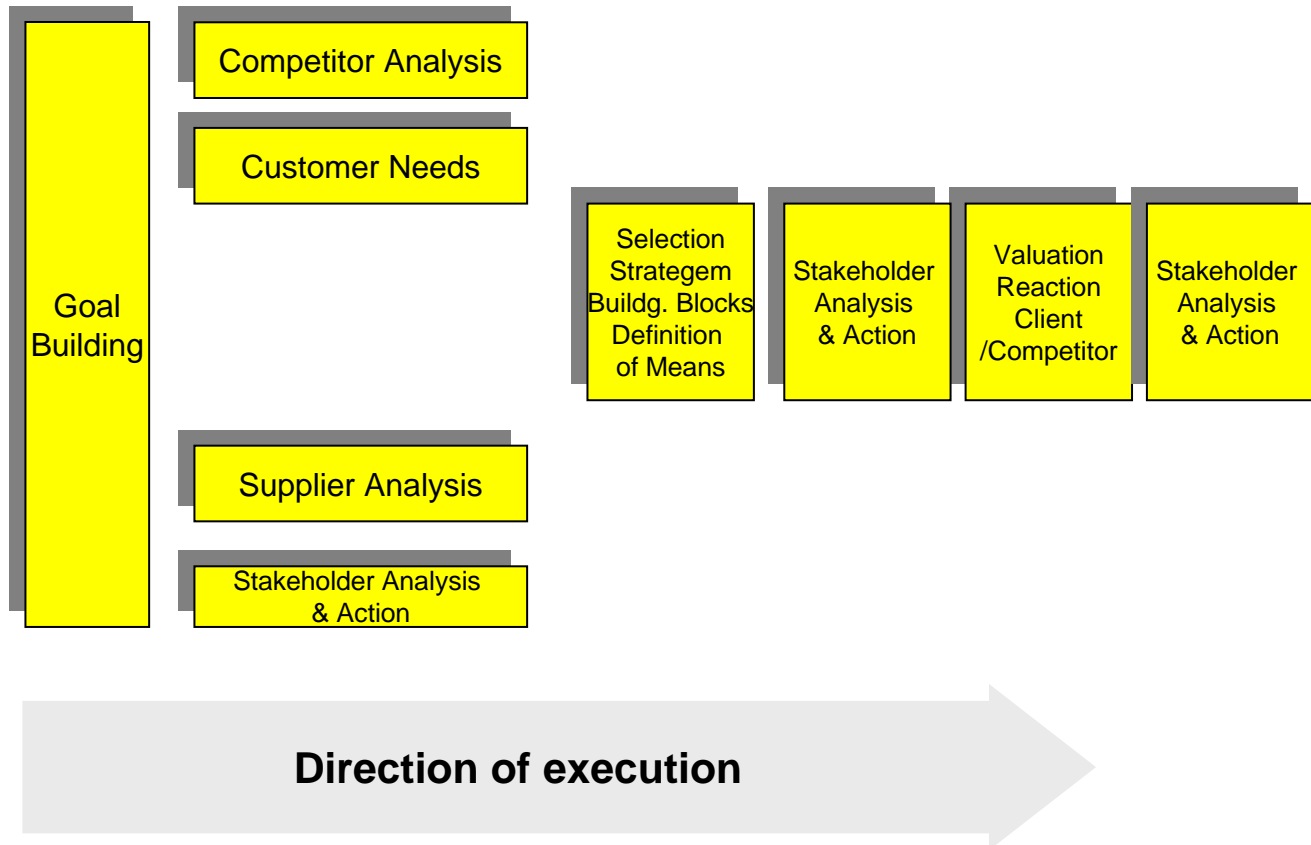 Goal
Building
Competitor Analysis
Customer Needs
Supplier Analysis
Stakeholder Analysis
& Action
Selection
Strategem
Buildg. Blocks
Definition
of Means
Stakeholder
Analysis
& Action
Valuation
Reaction
Client
/Competitor
Stakeholder
Analysis
& Action
Direction of execution